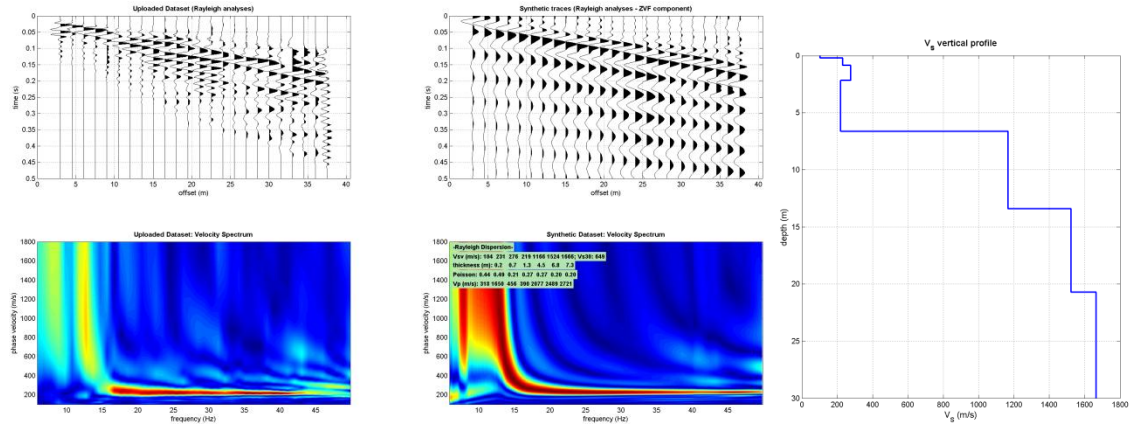 Uploaded Dataset (Rayleigh analyses)
0
0.05
0.1
0.15
0.2
0.25
0.3
0.35
0.4
0.45
0.5
time (s)
0 5 10 15 20 25 30 35 40
offset (m)
Synthetic traces (Rayleigh analyses - ZVF component)
0
0.05
0.1
0.15
0.2
0.25
0.3
0.35
0.4
0.45
0.5
time (s)
0 5 10 15 20 25 30 35 40
offset (m)
Uploaded Dataset: Velocity Spectrum
1800
1600
1400
1200
1000
800
600
400
200
phase velocity (m/s)
10 15 20 25 30 35 40 45
frequency (Hz)
Synthetic Dataset: Velocity Spectrum
-Rayleigh Dispersion-
Vsv (m/s): 104 231 276 219 1166 1524 1666; Vs30: 649
thickness (m): 0.2 0.7 1.3 4.5 6.8 7.3
Poisson: 0.44 0.49 0.21 0.27 0.27 0.20 0.20
Vp (m/s): 318 1650 456 390 2077 2489 2721
1800
1600
1400
1200
1000
800
600
400
200
phase velocity (m/s)
10 15 20 25 30 35 40 45
frequency (Hz)
VS vertical profile
0
5
10
15
20
25
30
depth (m)
0 200 400 600 800 1000 1200 1400 1600 1800
VS (m/s)